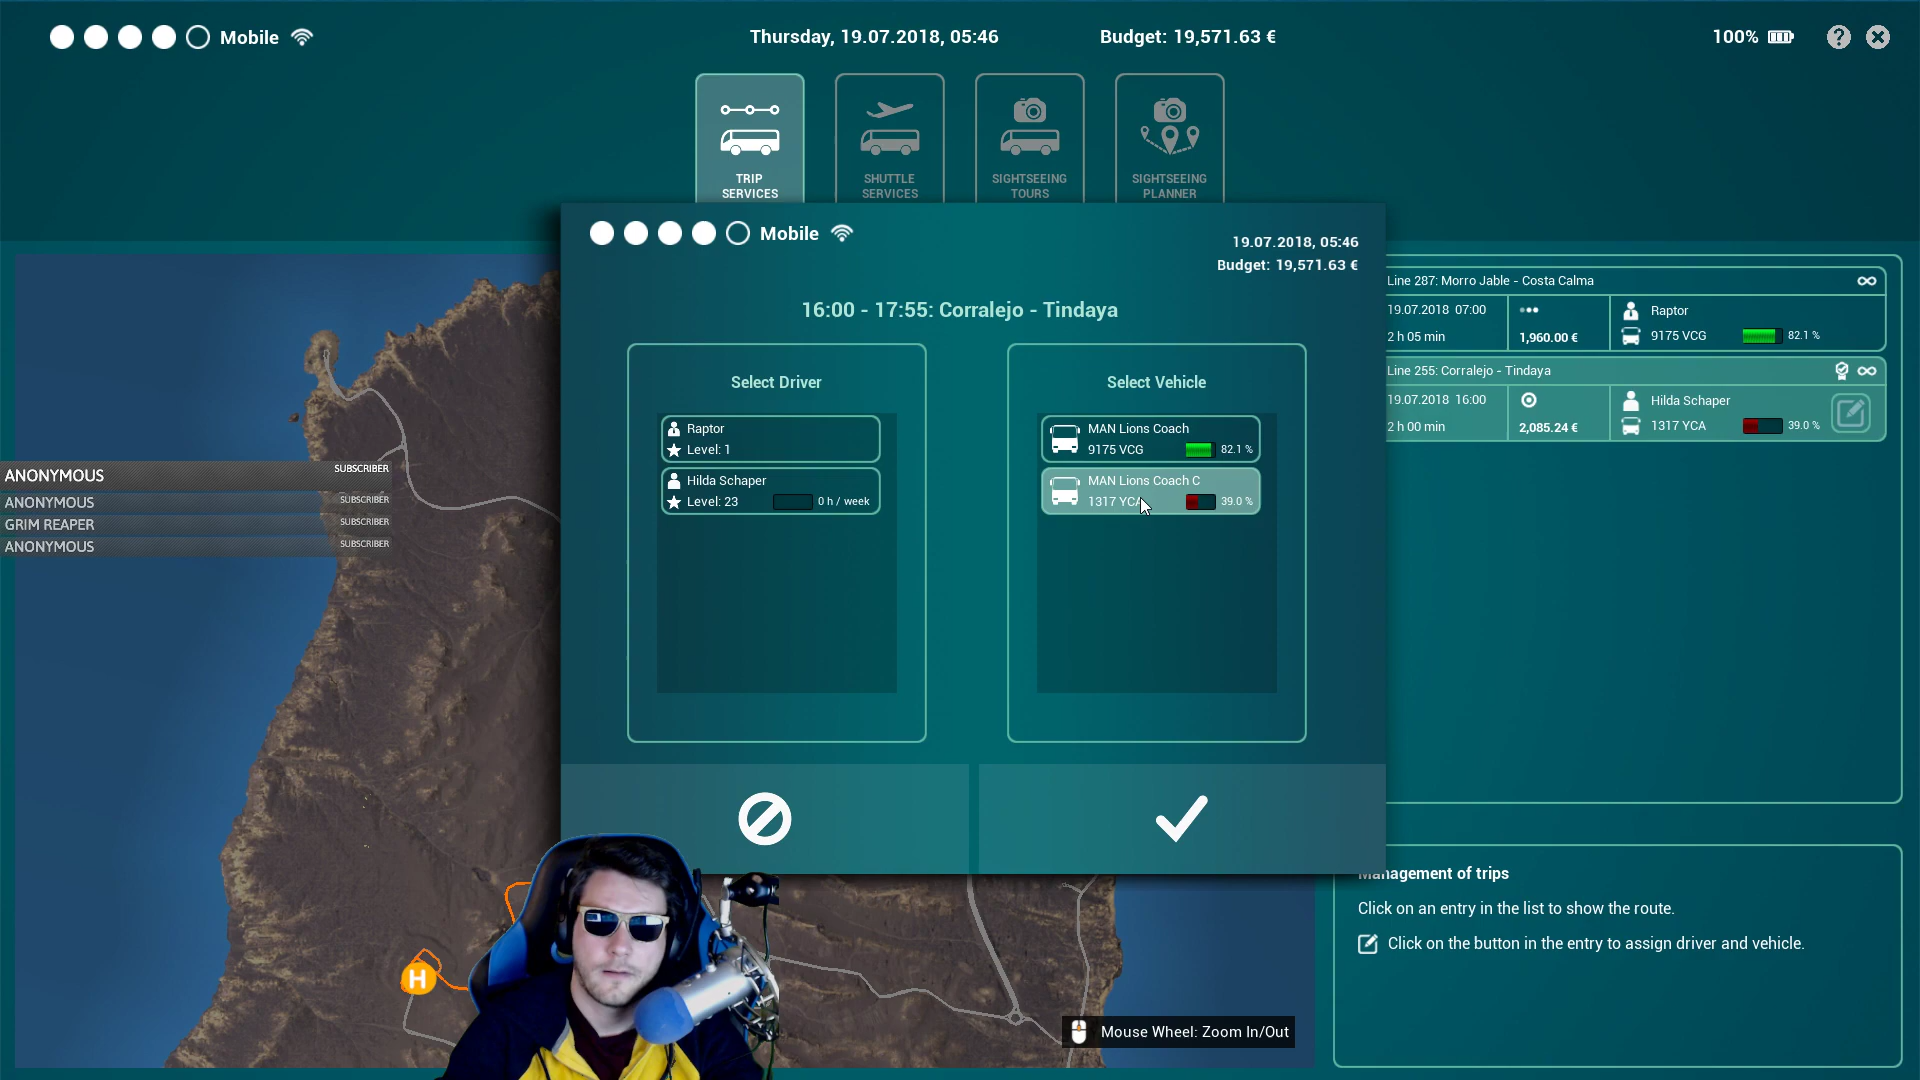 Mobile
Thursday, 19.07.2018, 05:46
Budget: 19,571.63 €
100%
?
TRIP
SERVICES
SHUTTLE
SERVICES
SIGHTSEEING
TOURS
SIGHTSEEING
PLANNER
Mobile
19.07.2018, 05:46
Budget: 19,571.63 €
16:00 - 17:55: Corralejo - Tindaya
Select Driver
Raptor
Level: 1
Hilda Schaper
Level: 23
0 h / week
Select Vehicle
MAN Lions Coach
9175 VCG
82.1 %
MAN Lions Coach C
1317 YCA
39.0 %
Line 287: Morro Jable - Costa Calma
19.07.2018 07:00
2 h 05 min
1,960.00 €
Raptor
9175 VCG
82.1 %
Line 255: Corralejo - Tindaya
19.07.2018 16:00
2 h 00 min
2,085.24 €
Hilda Schaper
1317 YCA
39.0 %
ANONYMOUS SUBSCRIBER
ANONYMOUS SUBSCRIBER
GRIM REAPER SUBSCRIBER
ANONYMOUS SUBSCRIBER
H
Mouse Wheel: Zoom In/Out
Management of trips
Click on an entry in the list to show the route.
Click on the button in the entry to assign driver and vehicle.